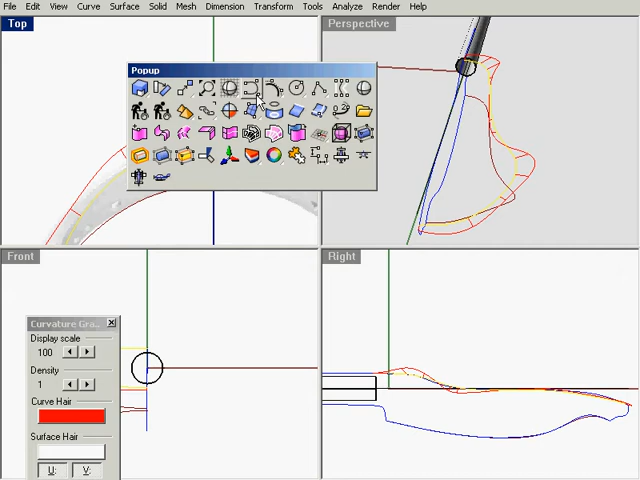 File Edit View Curve Surface Solid Mesh Dimension Transform Tools Analyze Render Help
Top
Perspective
Popup
Front
Right
Curvature Gra...
Display scale
100
Density
1
Curve Hair
Surface Hair
U: V: